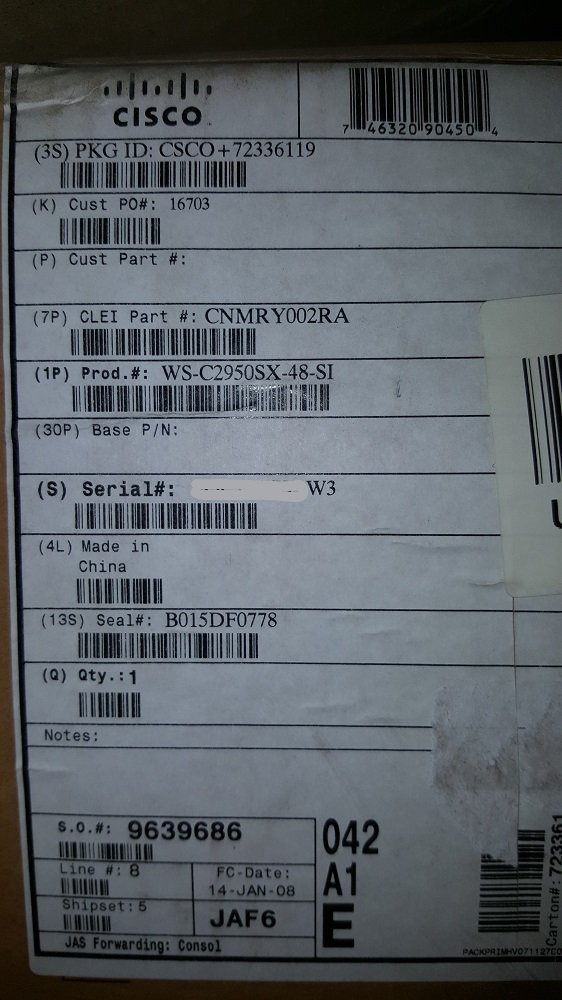 CISCO
7 46320 90450 4
(3S) PKG ID: CSCO+72336119
(K) Cust PO#: 16703
(P) Cust Part #:
(7P) CLEI Part #: CNMRY002RA
(1P) Prod.#: WS-C2950SX-48-SI
(30P) Base P/N:
(S) Serial#: W3
(4L) Made in
China
(13S) Seal#: B015DF0778
(Q) Qty.:1
Notes:
S.O.#: 9639686
Line #: 8
FC-Date:
14-JAN-08
Shipset: 5
JAF6
JAS Forwarding: Consol
042
A1
E
Carton#: 723361